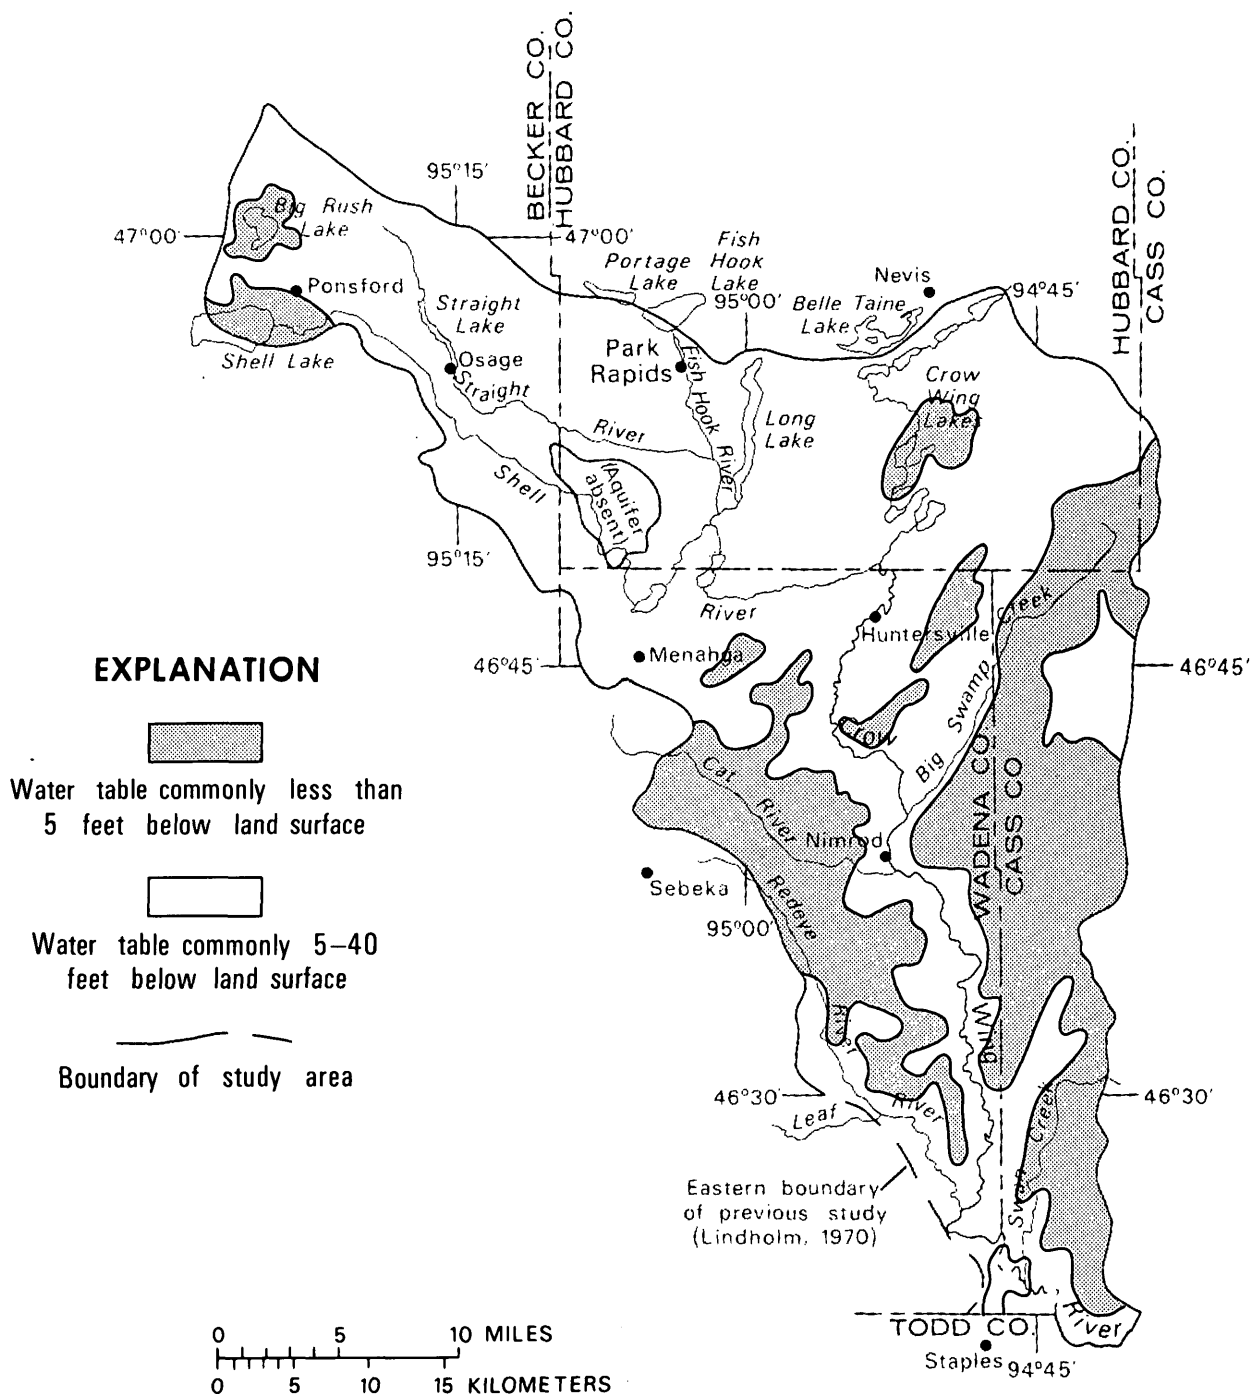 BECKER CO.
HUBBARD CO.
HUBBARD CO.
CASS CO.
95°15'
47°00'
47°00'
Big Rush
Lake
Ponsford
Shell Lake
Straight
Lake
Osage
Straight
River
Portage
Lake
Fish
Hook
Lake
95°00'
Nevis
Belle Taine
Lake
94°45'
Park
Rapids
Fish Hook River
Long
Lake
Crow
Wing
Lakes
Shell
(Aquifer
absent)
95°15'
River
Huntersville
Creek
Menahga
46°45'
46°45'
EXPLANATION
Water table commonly less than
5 feet below land surface
Water table commonly 5–40
feet below land surface
Boundary of study area
Crow
Big Swamp
Cat
River
Nimrod
WADENA CO.
CASS CO
Sebeka
95°00'
Redeye
River
Wing
46°30'
46°30'
Leaf
River
Creek
Swan
Eastern boundary
of previous study
(Lindholm, 1970)
River
TODD CO.
Staples
94°45'
0 5 10 MILES
0 5 10 15 KILOMETERS